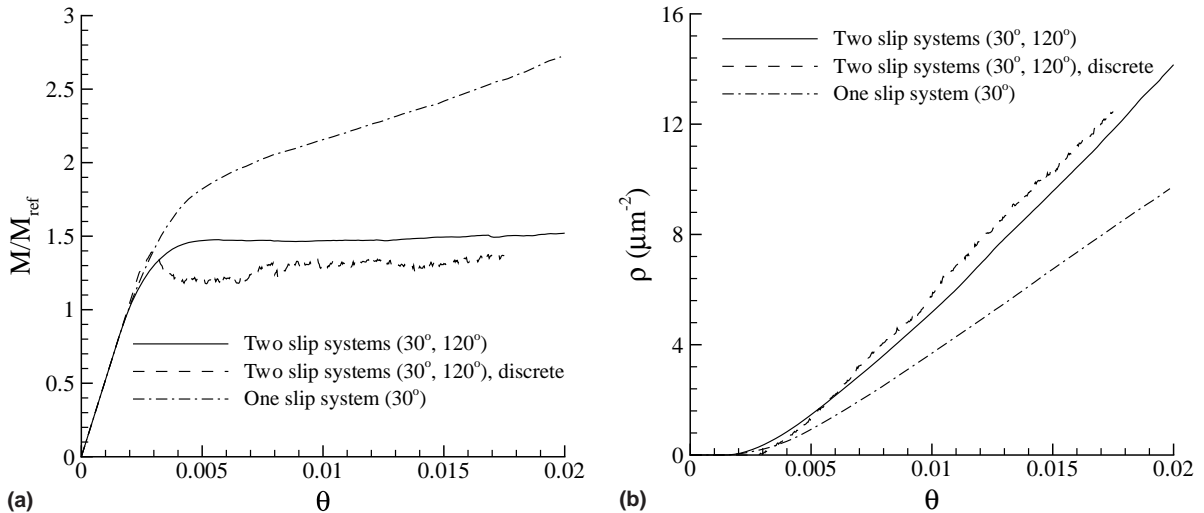 3
2.5
2
1.5
1
0.5
0
M/M_ref
Two slip systems (30°, 120°)
Two slip systems (30°, 120°), discrete
One slip system (30°)
0
0.005
0.01
0.015
0.02
θ
(a)
16
12
8
4
0
ρ (μm⁻²)
Two slip systems (30°, 120°)
Two slip systems (30°, 120°), discrete
One slip system (30°)
0
0.005
0.01
0.015
0.02
θ
(b)